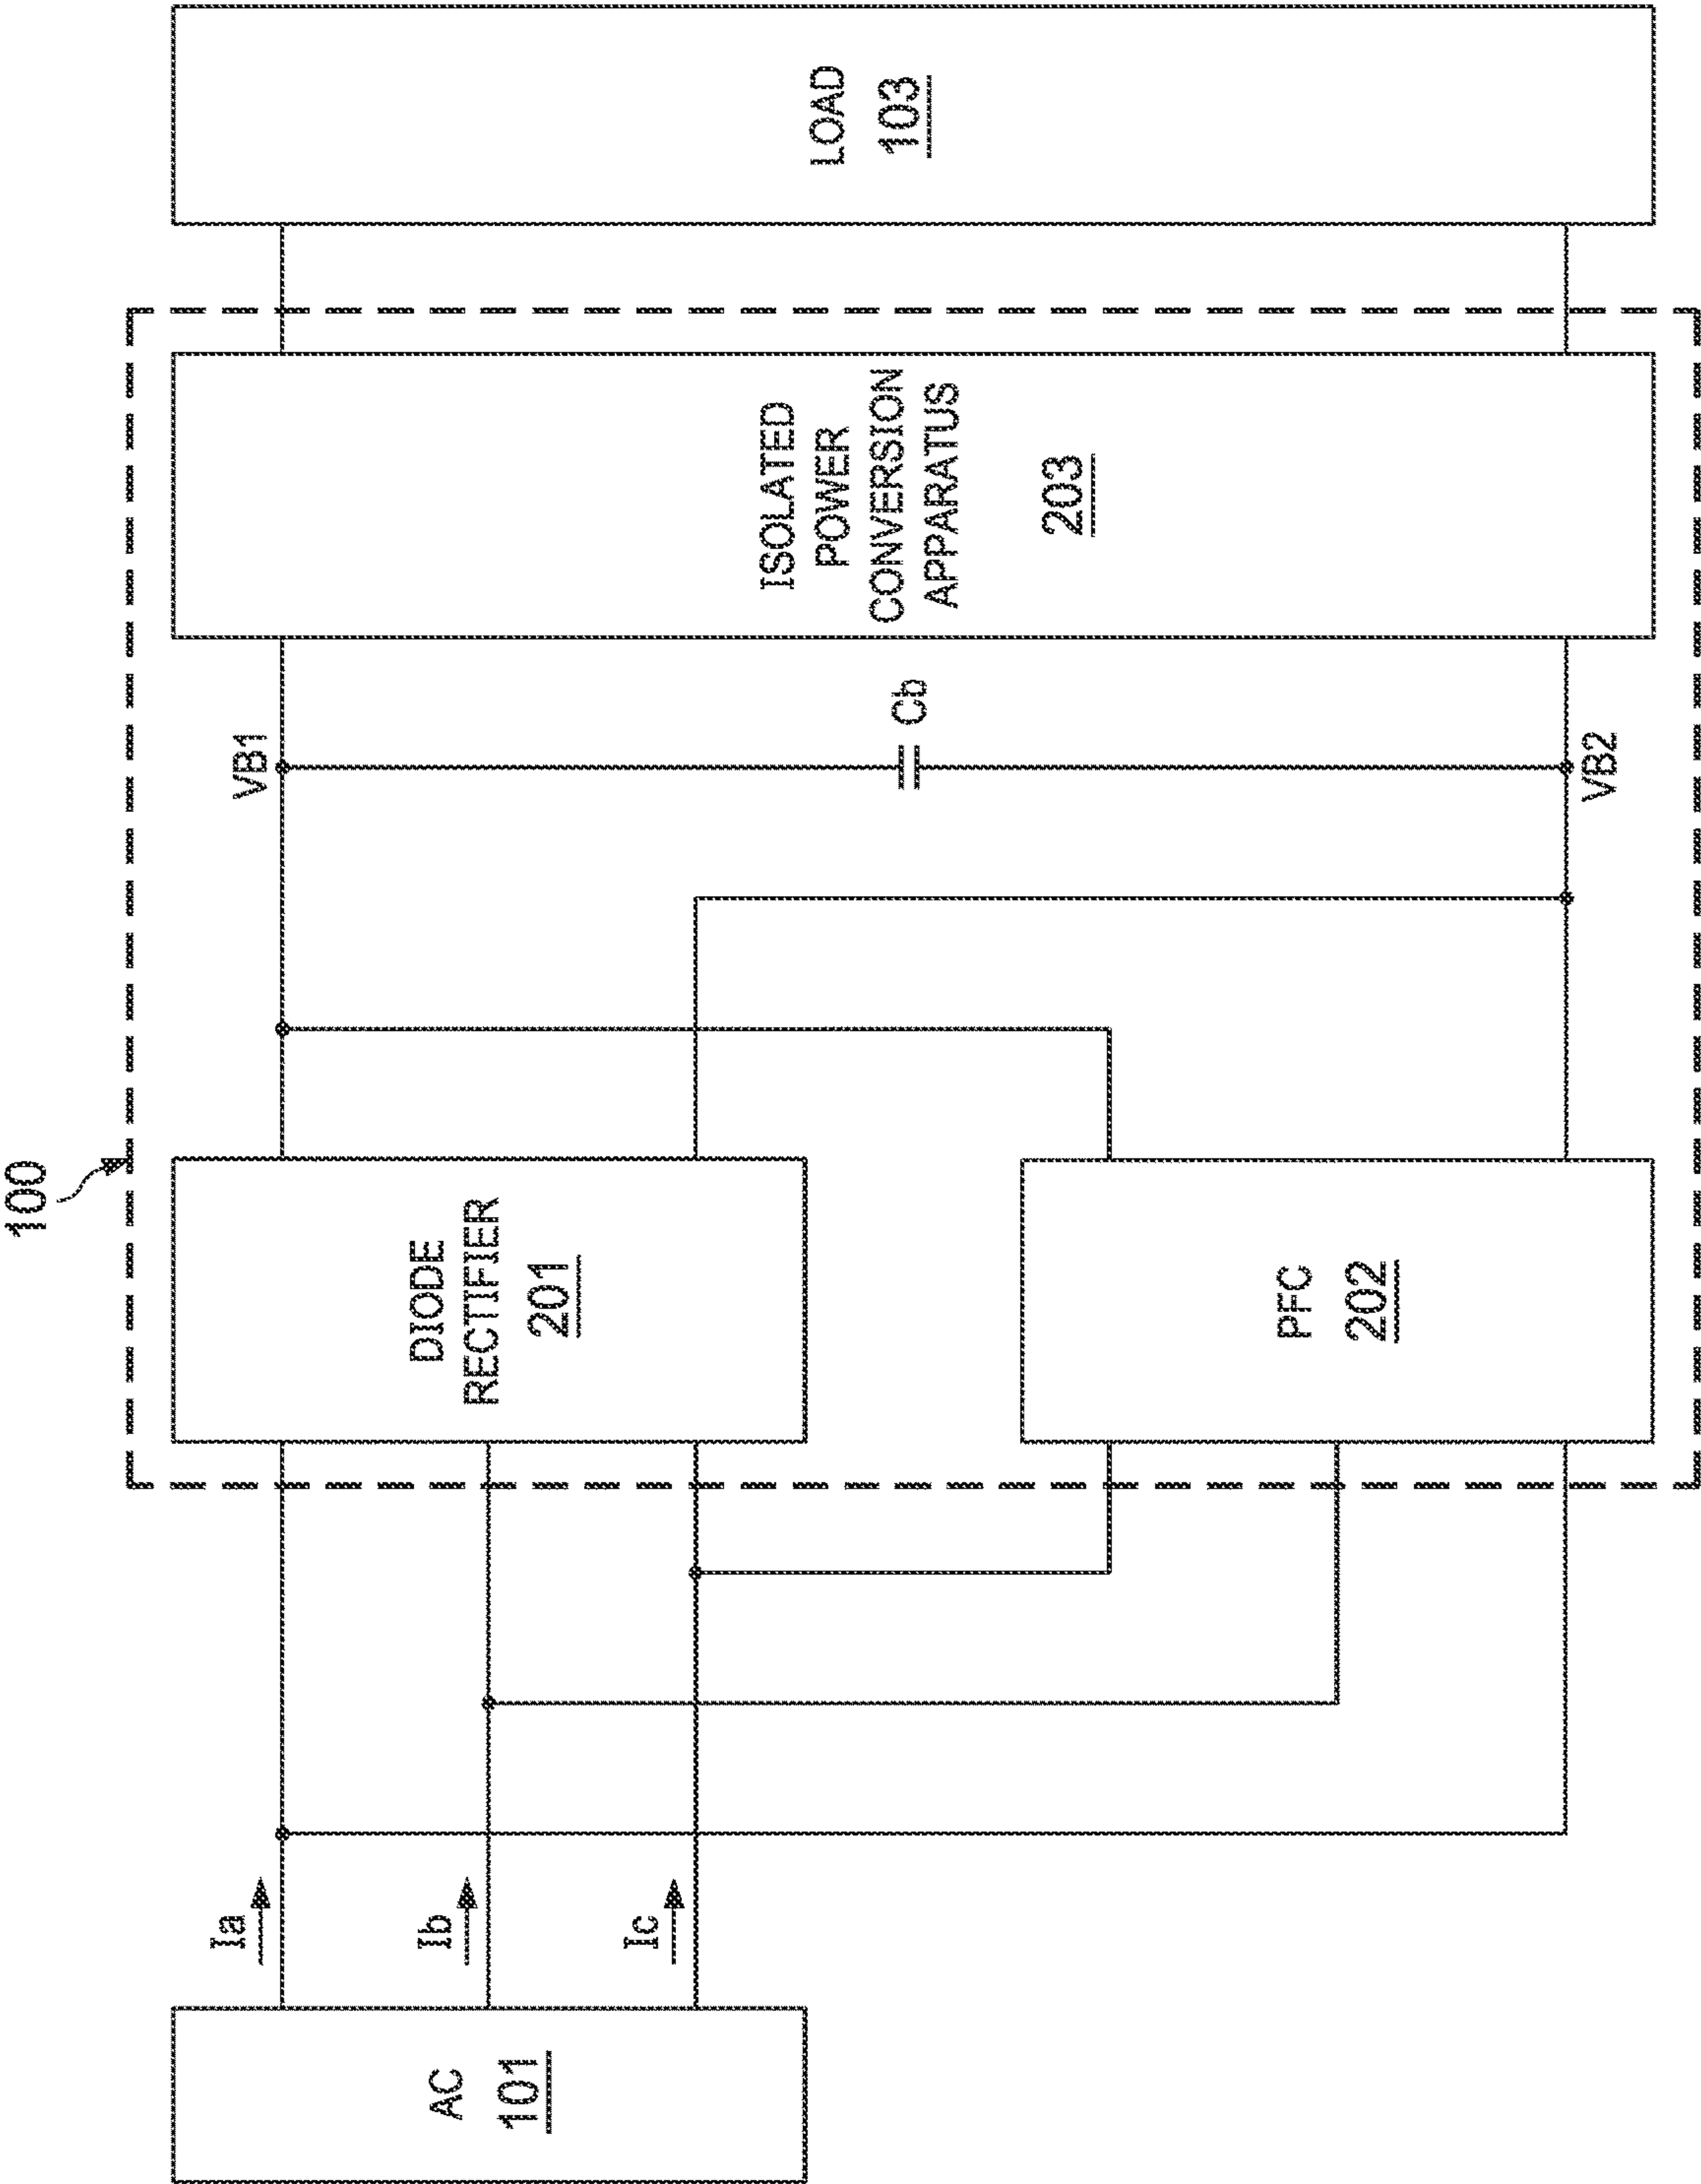 100
AC
101
Ia
Ib
Ic
DIODE
RECTIFIER
201
PFC
202
VB1
Cb
VB2
ISOLATED
POWER
CONVERSION
APPARATUS
203
LOAD
103